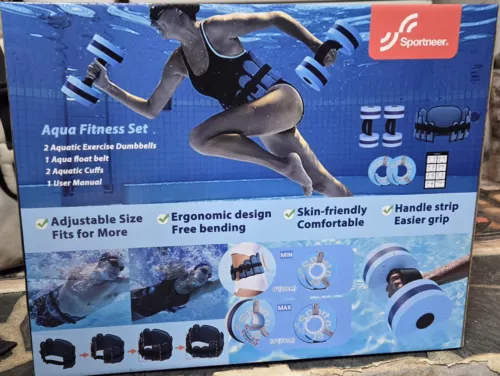 Sportneer.
Aqua Fitness Set
2 Aquatic Exercise Dumbbells
1 Aqua float belt
2 Aquatic Cuffs
1 User Manual
Adjustable Size
Fits for More
Ergonomic design
Free bending
Skin-friendly
Comfortable
Handle strip
Easier grip
MIN
MAX